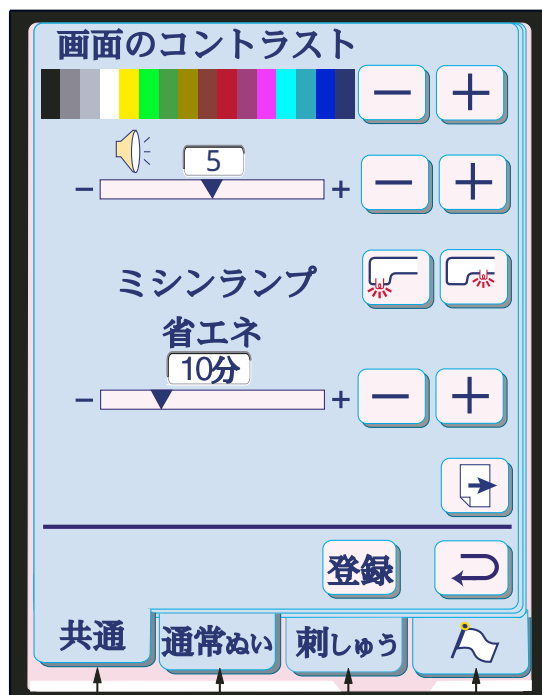 画面のコントラスト
5
ミシンランプ
省エネ
10分
登録
共通 通常ぬい 刺しゅう